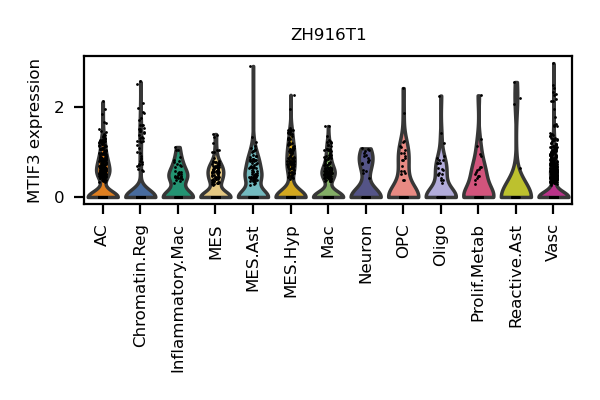 ZH916T1
MTIF3 expression
2
0
AC
Chromatin.Reg
Inflammatory.Mac
MES
MES.Ast
MES.Hyp
Mac
Neuron
OPC
Oligo
Prolif.Metab
Reactive.Ast
Vasc